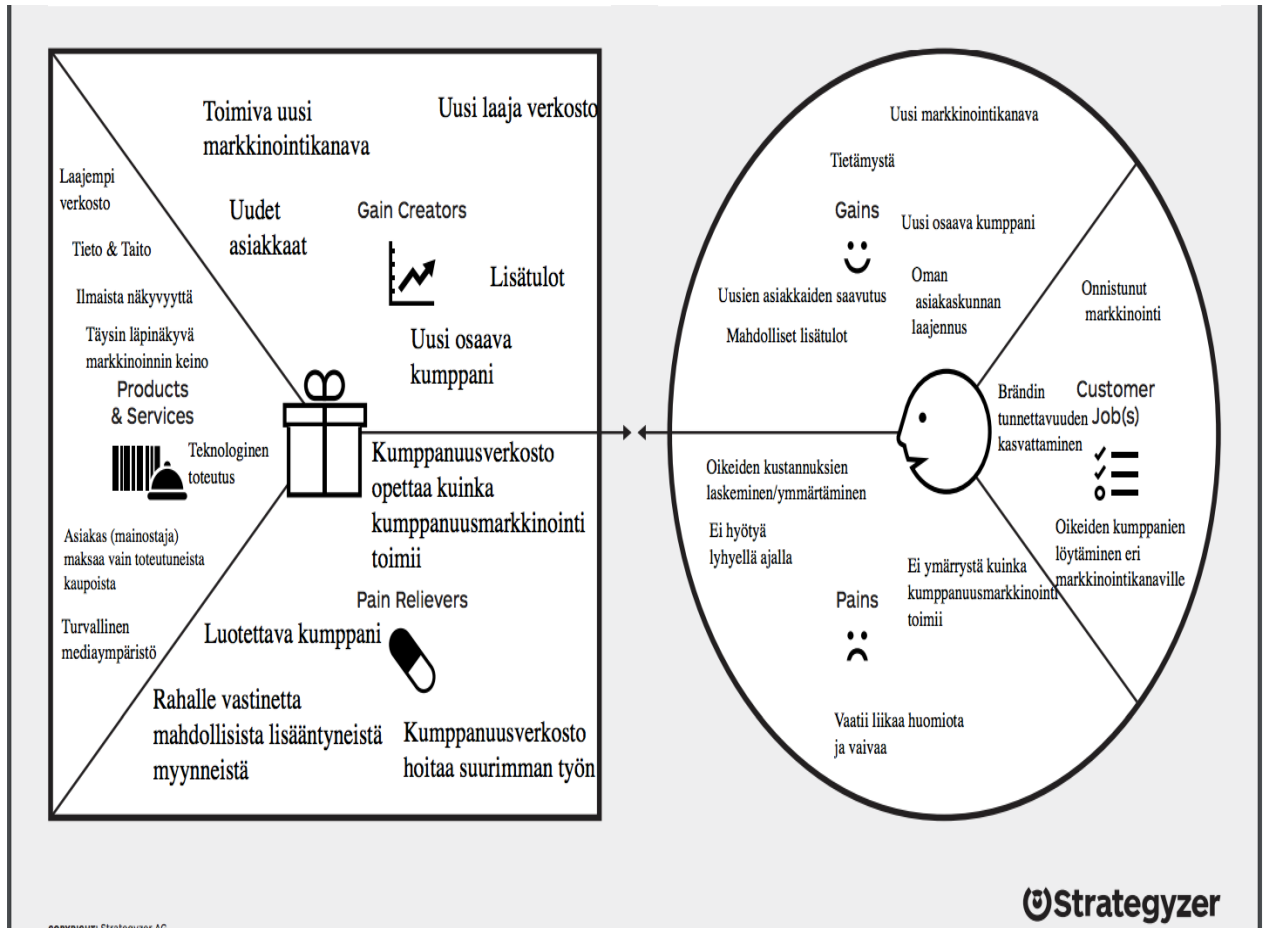 Toimiva uusi
markkinointikanava
Uusi laaja verkosto
Laajempi
verkosto
Uudet
asiakkaat
Gain Creators
Tieto & Taito
Lisätulot
Ilmaista näkyvyyttä
Täysin läpinäkyvä
markkinoinnin keino
Uusi osaava
kumppani
Products
& Services
Teknologinen
toteutus
Kumppanuusverkosto
opettaa kuinka
kumppanuusmarkkinointi
toimii
Asiakas (mainostaja)
maksaa vain toteutuneista
kaupoista
Pain Relievers
Turvallinen
mediaympäristö
Luotettava kumppani
Rahalle vastinetta
mahdollisista lisääntyneistä
myynneistä
Kumppanuusverkosto
hoitaa suurimman työn
Uusi markkinointikanava
Tietämystä
Gains
Uusi osaava kumppani
Uusien asiakkaiden saavutus
Oman
asiakaskunnan
laajennus
Mahdolliset lisätulot
Onnistunut
markkinointi
Brändin
tunnettavuuden
kasvattaminen
Customer
Job(s)
Oikeiden kustannuksien
laskeminen/ymmärtäminen
Ei hyötyä
lyhyellä ajalla
Ei ymärrystä kuinka
kumppanuusmarkkinointi
toimii
Oikeiden kumppanien
löytäminen eri
markkinointikanaville
Pains
Vaatii liikaa huomiota
ja vaivaa
Strategyzer
COPYRIGHT: Strategyzer AG